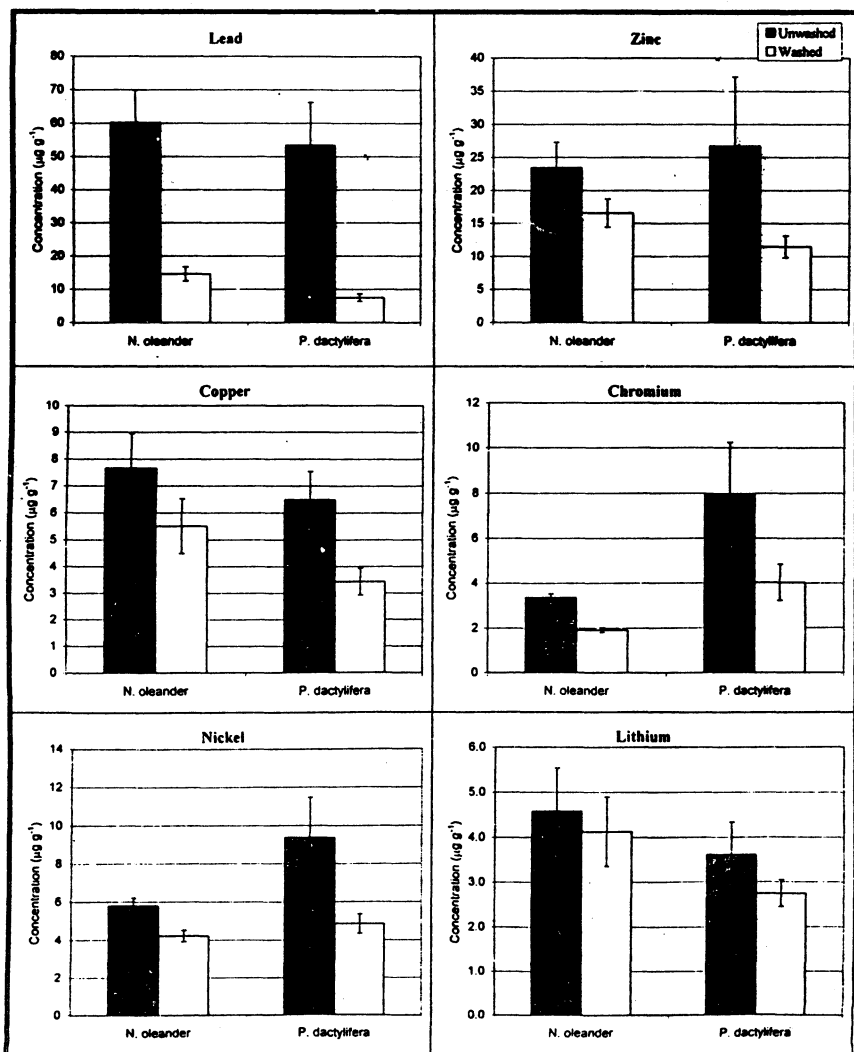 Lead
Concentration (µg g⁻¹)
80
70
60
50
40
30
20
10
0
N. oleander
P. dactylifera
Zinc
Unwashed
Washed
Concentration (µg g⁻¹)
40
35
30
25
20
15
10
5
0
N. oleander
P. dactylifera
Copper
Concentration (µg g⁻¹)
10
9
8
7
6
5
4
3
2
1
0
N. oleander
P. dactylifera
Chromium
Concentration (µg g⁻¹)
12
10
8
6
4
2
0
N. oleander
P. dactylifera
Nickel
Concentration (µg g⁻¹)
14
12
10
8
6
4
2
0
N. oleander
P. dactylifera
Lithium
Concentration (µg g⁻¹)
6.0
5.0
4.0
3.0
2.0
1.0
0.0
N. oleander
P. dactylifera